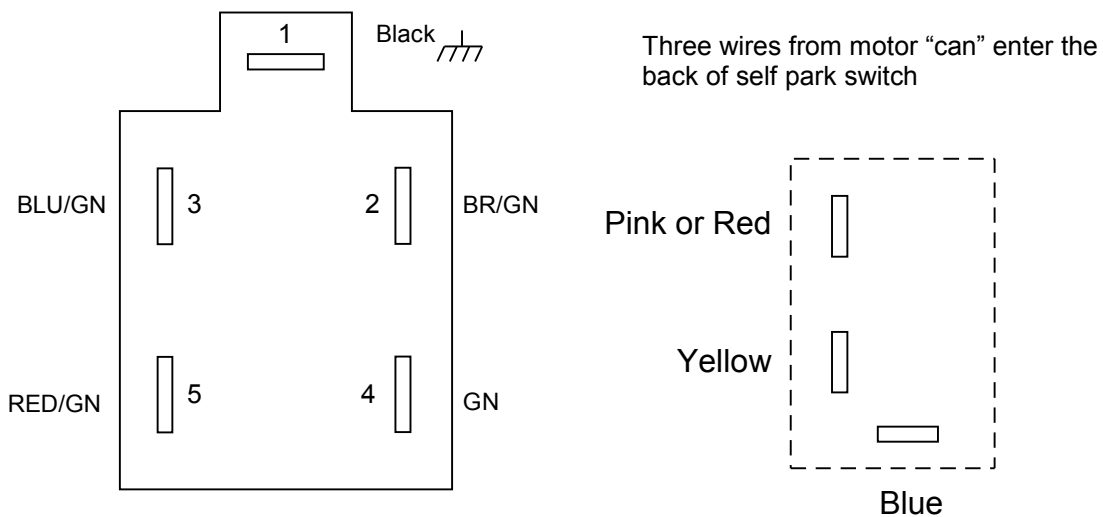 1
Black
Three wires from motor “can” enter the
back of self park switch
BLU/GN
3
2
BR/GN
Pink or Red
Yellow
RED/GN
5
4
GN
Blue